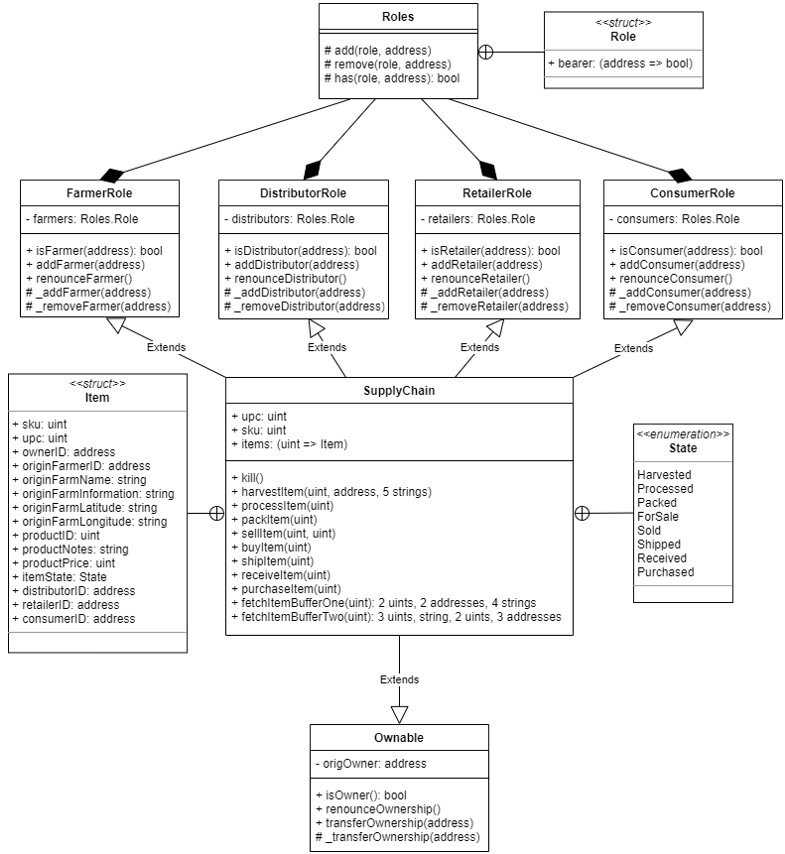 Roles
# add(role, address)
# remove(role, address)
# has(role, address): bool
<<struct>>
Role
+ bearer: (address => bool)
FarmerRole
- farmers: Roles.Role
+ isFarmer(address): bool
+ addFarmer(address)
+ renounceFarmer()
# _addFarmer(address)
# _removeFarmer(address)
DistributorRole
- distributors: Roles.Role
+ isDistributor(address): bool
+ addDistributor(address)
+ renounceDistributor()
# _addDistributor(address)
# _removeDistributor(address)
RetailerRole
- retailers: Roles.Role
+ isRetailer(address): bool
+ addRetailer(address)
+ renounceRetailer()
# _addRetailer(address)
# _removeRetailer(address)
ConsumerRole
- consumers: Roles.Role
+ isConsumer(address): bool
+ addConsumer(address)
+ renounceConsumer()
# _addConsumer(address)
# _removeConsumer(address)
Extends
Extends
Extends
Extends
<<struct>>
Item
+ sku: uint
+ upc: uint
+ ownerID: address
+ originFarmerID: address
+ originFarmName: string
+ originFarmInformation: string
+ originFarmLatitude: string
+ originFarmLongitude: string
+ productID: uint
+ productNotes: string
+ productPrice: uint
+ itemState: State
+ distributorID: address
+ retailerID: address
+ consumerID: address
SupplyChain
+ upc: uint
+ sku: uint
+ items: (uint => Item)
+ kill()
+ harvestItem(uint, address, 5 strings)
+ processItem(uint)
+ packItem(uint)
+ sellItem(uint, uint)
+ buyItem(uint)
+ shipItem(uint)
+ receiveItem(uint)
+ purchaseItem(uint)
+ fetchItemBufferOne(uint): 2 uints, 2 addresses, 4 strings
+ fetchItemBufferTwo(uint): 3 uints, string, 2 uints, 3 addresses
<<enumeration>>
State
Harvested
Processed
Packed
ForSale
Sold
Shipped
Received
Purchased
Extends
Ownable
- origOwner: address
+ isOwner(): bool
+ renounceOwnership()
+ transferOwnership(address)
# _transferOwnership(address)